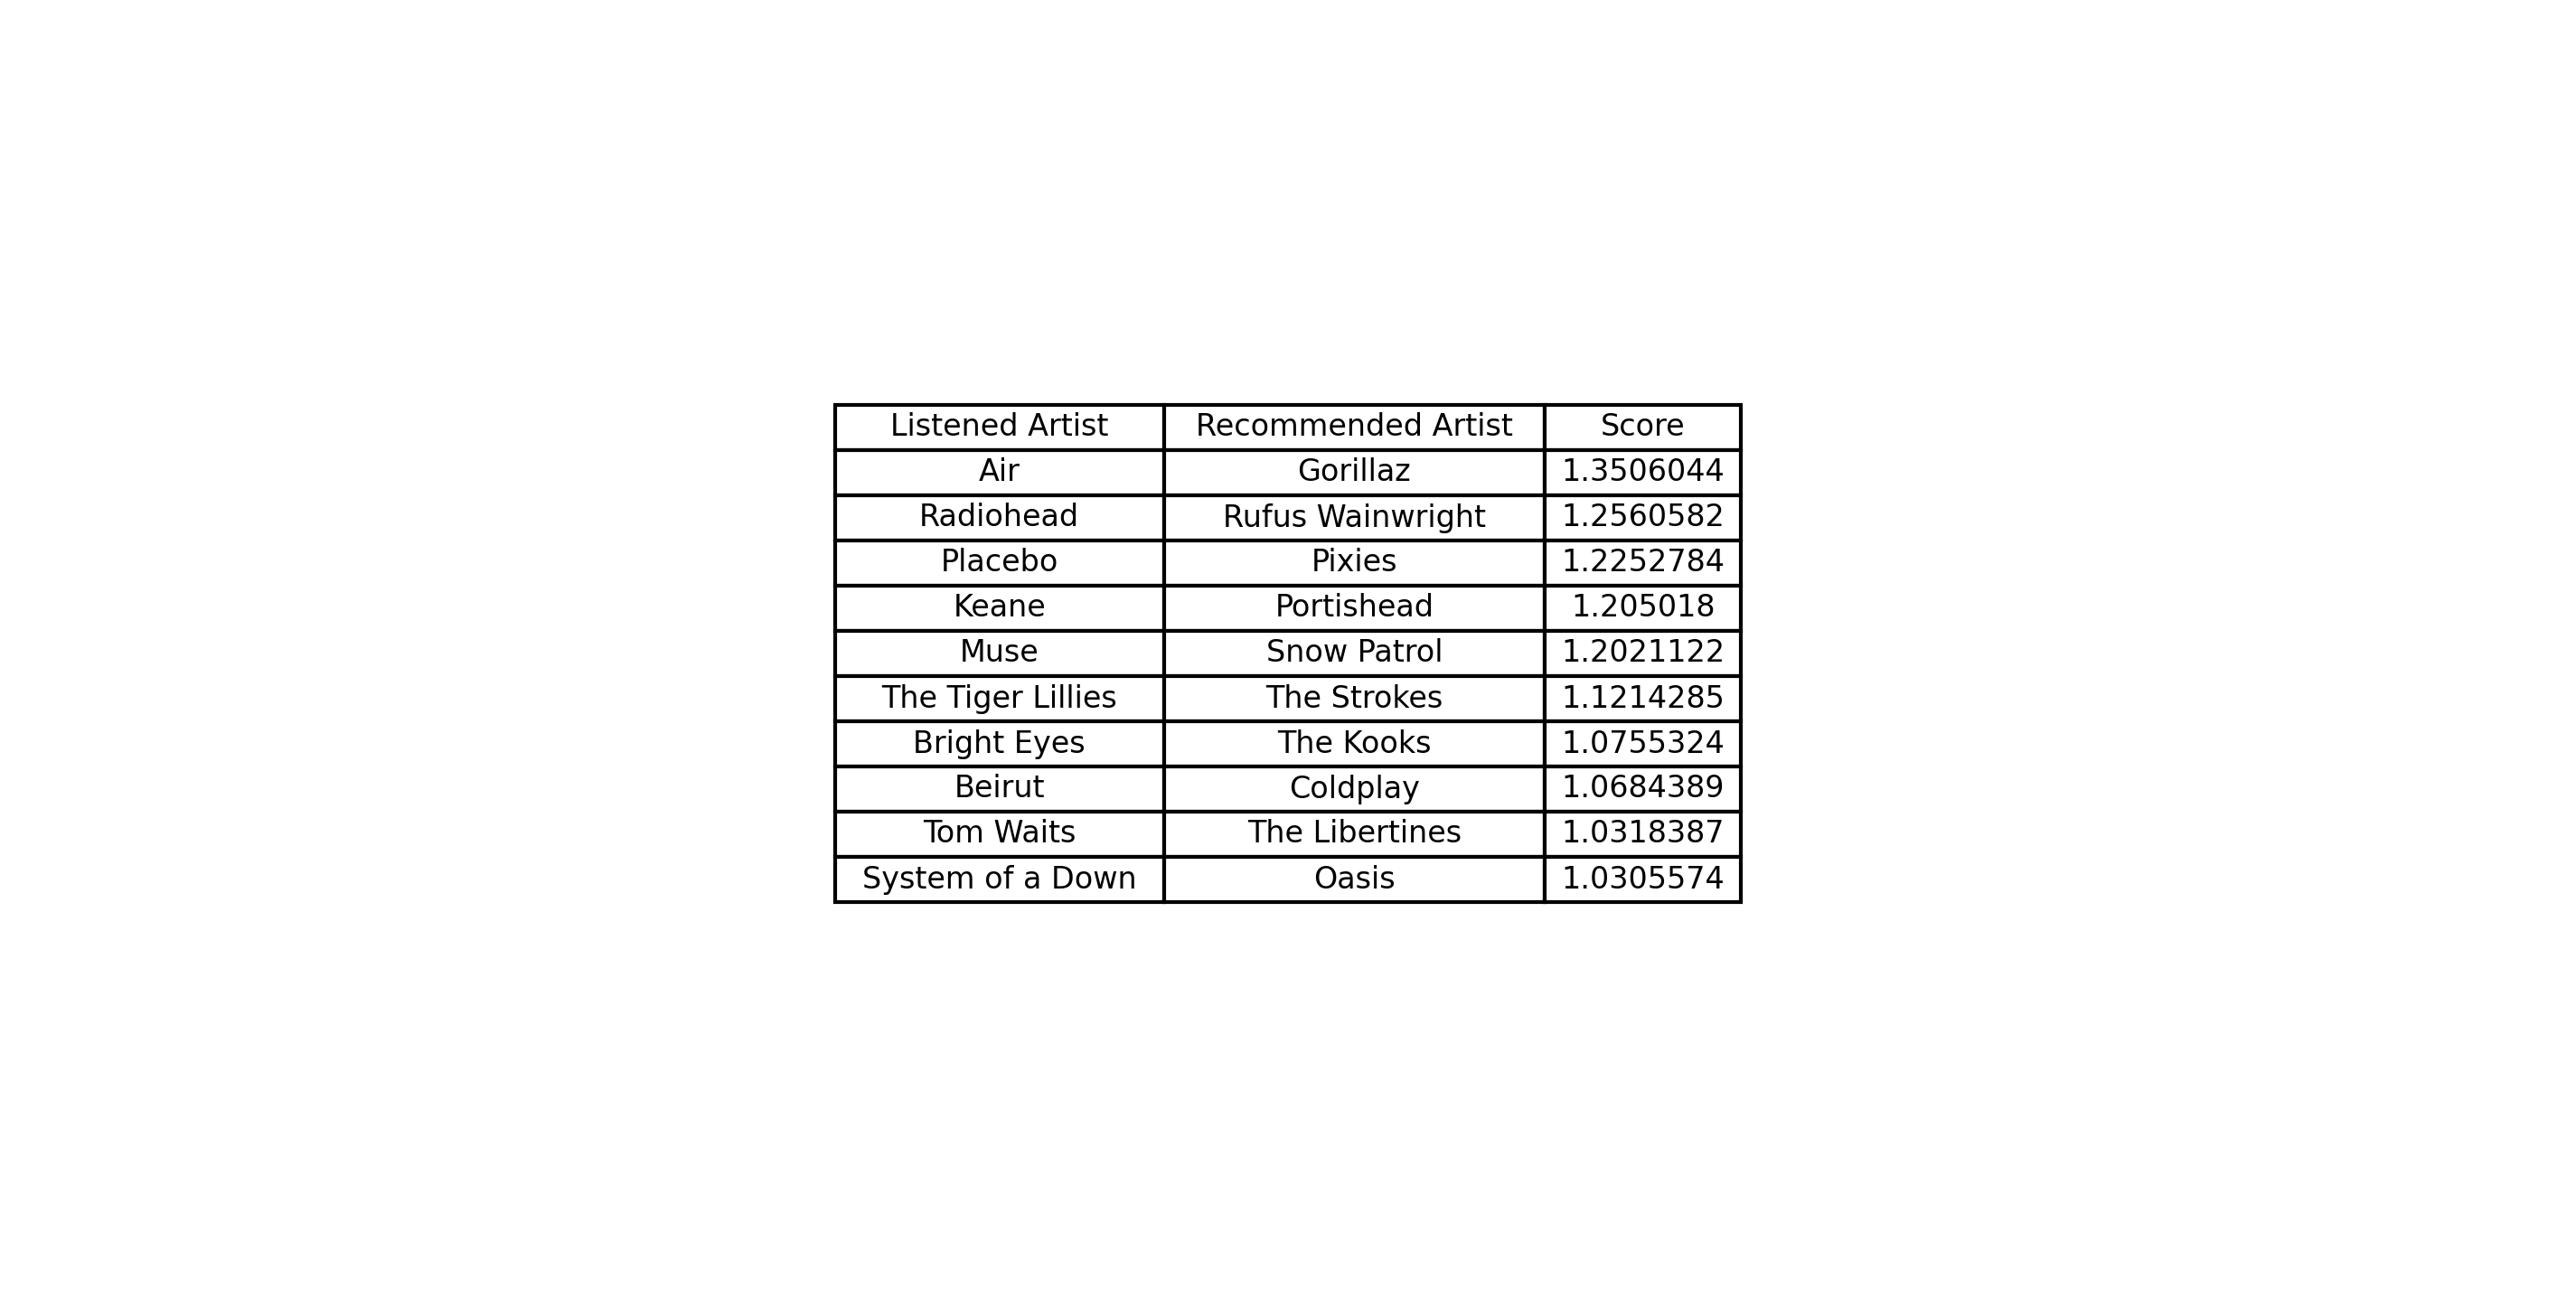 Listened Artist Recommended Artist Score
Air Gorillaz 1.3506044
Radiohead Rufus Wainwright 1.2560582
Placebo Pixies 1.2252784
Keane Portishead 1.205018
Muse Snow Patrol 1.2021122
The Tiger Lillies The Strokes 1.1214285
Bright Eyes The Kooks 1.0755324
Beirut Coldplay 1.0684389
Tom Waits The Libertines 1.0318387
System of a Down Oasis 1.0305574